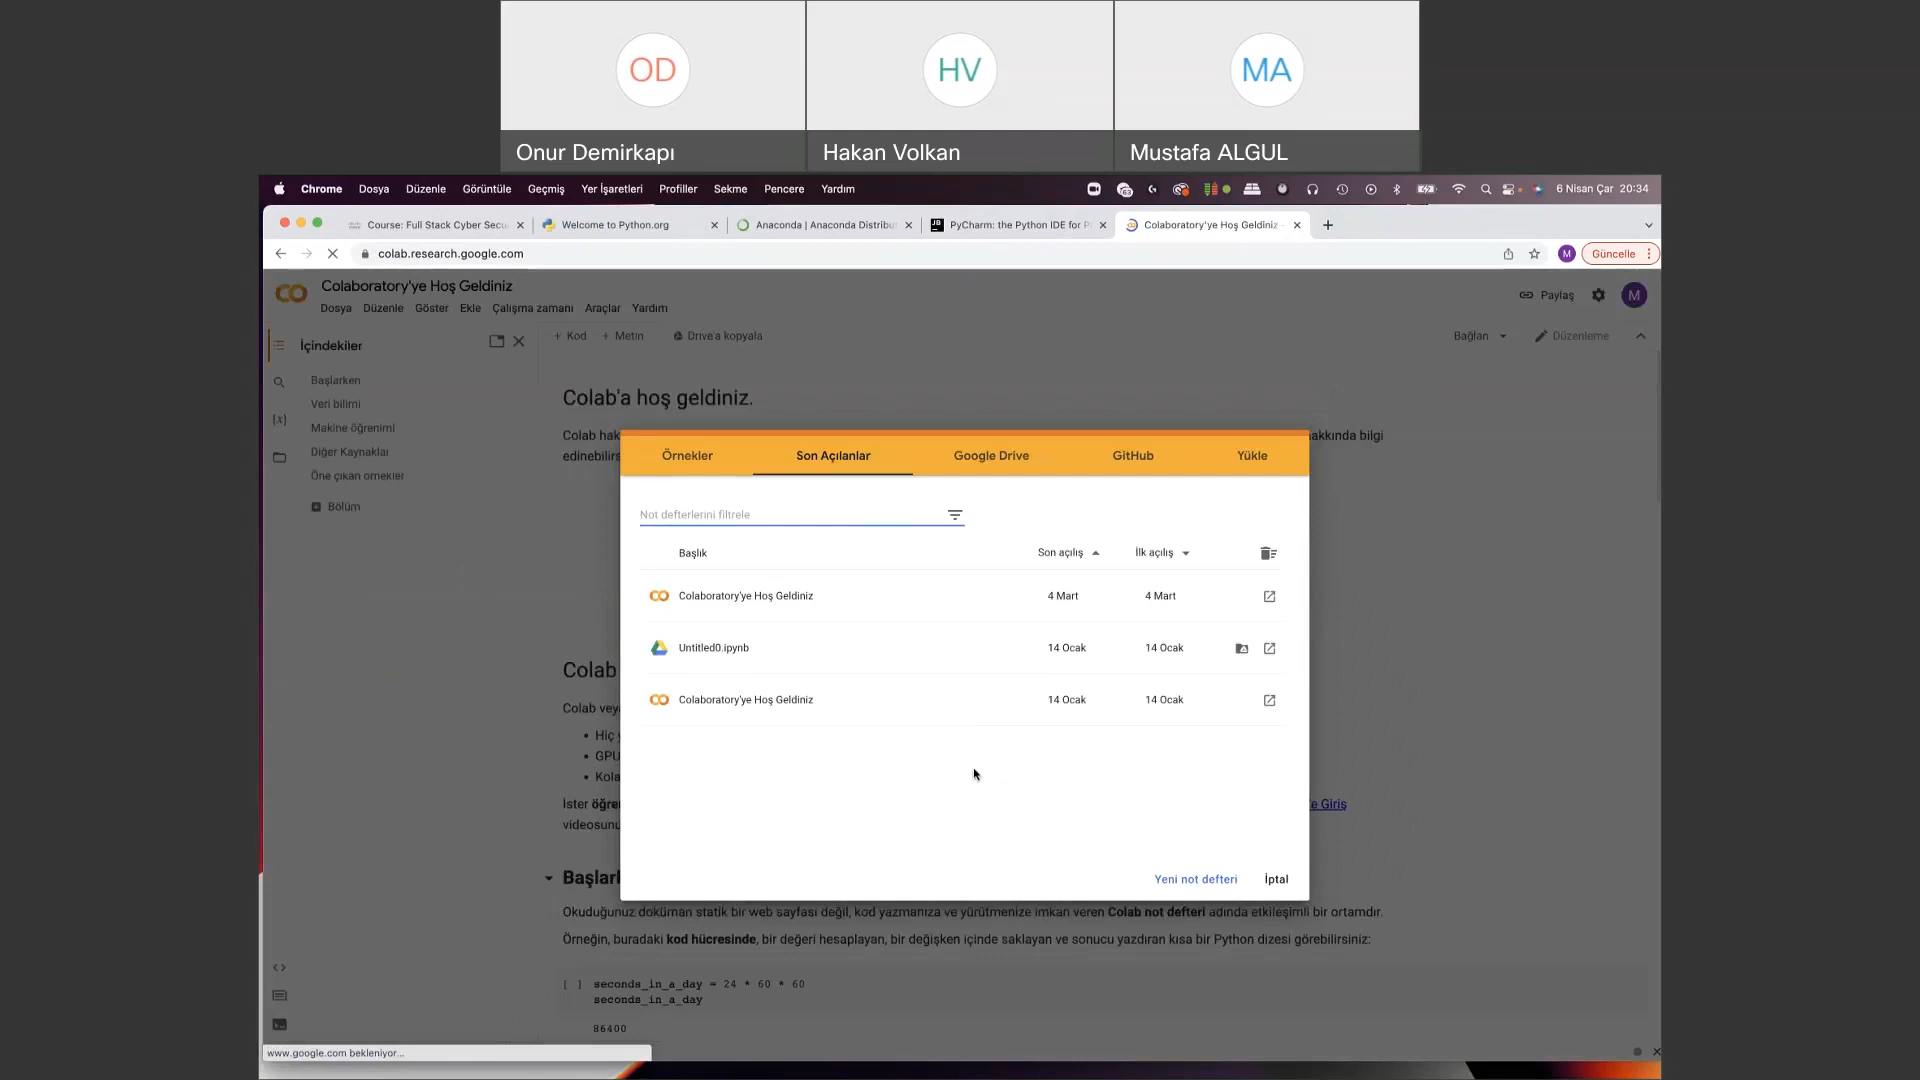 OD
HV
MA
Onur Demirkapı
Hakan Volkan
Mustafa ALGUL
Chrome Dosya Düzenle Görüntüle Geçmiş Yer İşaretleri Profiller Sekme Pencere Yardım
63
6 Nisan Çar 20:34
Course: Full Stack Cyber Secu
Welcome to Python.org
Anaconda | Anaconda Distribut
PyCharm: the Python IDE for P
Colaboratory'ye Hoş Geldiniz -
colab.research.google.com
M
Güncelle
Colaboratory'ye Hoş Geldiniz
Dosya Düzenle Göster Ekle Çalışma zamanı Araçlar Yardım
Paylaş
M
İçindekiler
+ Kod + Metin Drive'a kopyala
Bağlan
Düzenleme
Başlarken
Veri bilimi
Makine öğrenimi
Diğer Kaynaklar
Öne çıkan örnekler
Bölüm
Colab'a hoş geldiniz.
Colab hak
akkında bilgi
edinebilirs
Örnekler Son Açılanlar Google Drive GitHub Yükle
Not defterlerini filtrele
Başlık Son açılış İlk açılış
Colaboratory'ye Hoş Geldiniz 4 Mart 4 Mart
Untitled0.ipynb 14 Ocak 14 Ocak
Colaboratory'ye Hoş Geldiniz 14 Ocak 14 Ocak
Yeni not defteri İptal
Colab
Colab vey
• Hiç
• GPU
• Kola
İster öğre
'e Giriş
videosunu
Başlarl
Okuduğunuz doküman statik bir web sayfası değil, kod yazmanıza ve yürütmenize imkan veren Colab not defteri adında etkileşimli bir ortamdır.
Örneğin, buradaki kod hücresinde, bir değeri hesaplayan, bir değişken içinde saklayan ve sonucu yazdıran kısa bir Python dizesi görebilirsiniz:
[ ] seconds_in_a_day = 24 * 60 * 60
seconds_in_a_day
86400
www.google.com bekleniyor...